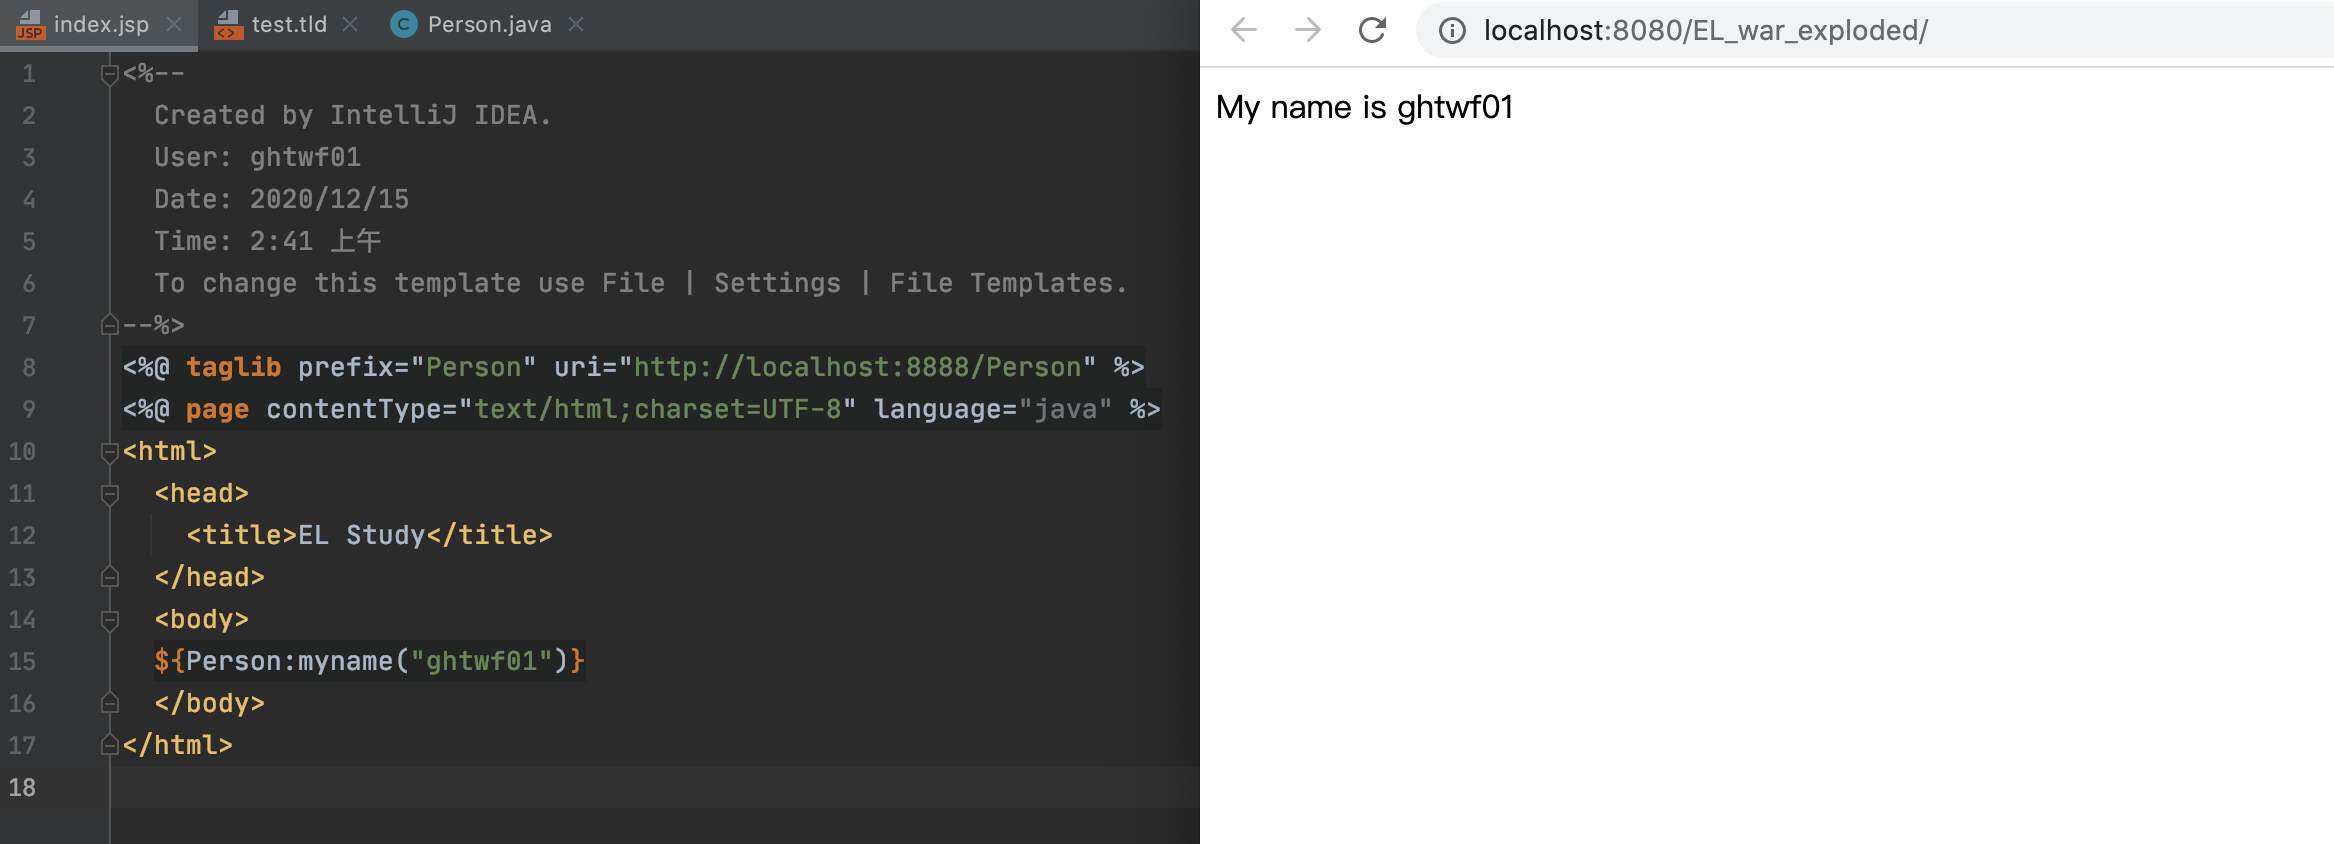 index.jsp
test.tld
Person.java
1 <%--
2 Created by IntelliJ IDEA.
3 User: ghtwf01
4 Date: 2020/12/15
5 Time: 2:41 上午
6 To change this template use File | Settings | File Templates.
7 --%>
8 <%@ taglib prefix="Person" uri="http://localhost:8888/Person" %>
9 <%@ page contentType="text/html;charset=UTF-8" language="java" %>
10 <html>
11 <head>
12 <title>EL Study</title>
13 </head>
14 <body>
15 ${Person:myname("ghtwf01")}
16 </body>
17 </html>
18
localhost:8080/EL_war_exploded/
My name is ghtwf01